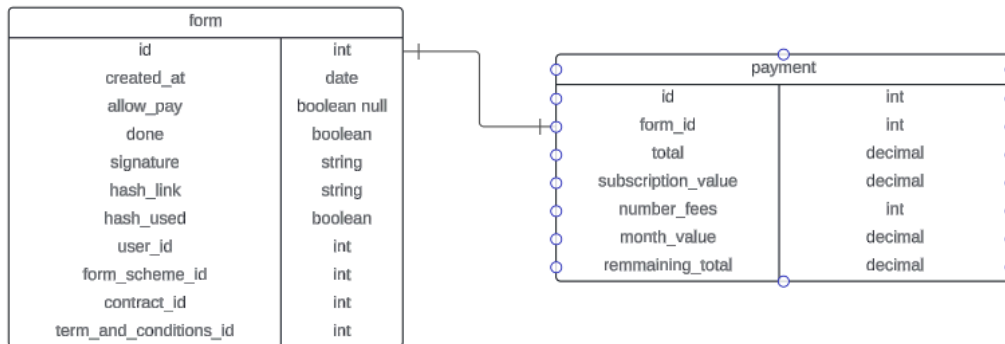 form
id int
created_at date
allow_pay boolean null
done boolean
signature string
hash_link string
hash_used boolean
user_id int
form_scheme_id int
contract_id int
term_and_conditions_id int
payment
id int
form_id int
total decimal
subscription_value decimal
number_fees int
month_value decimal
remmaining_total decimal